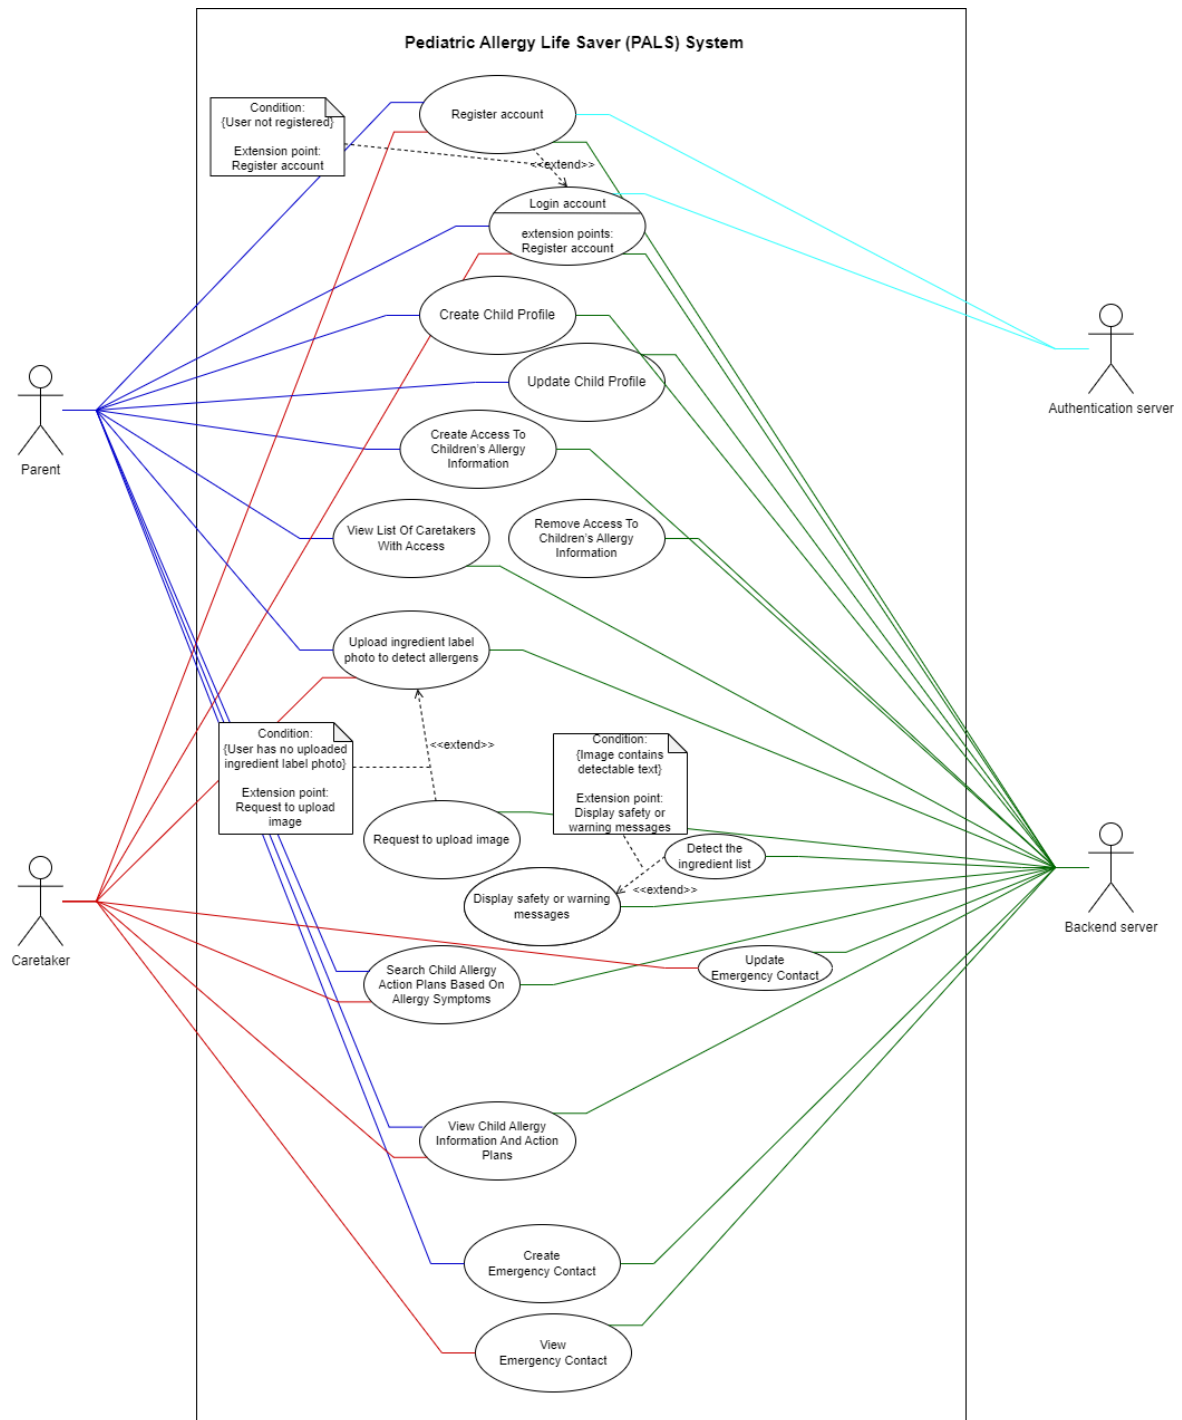 Pediatric Allergy Life Saver (PALS) System
Condition:
{User not registered}
Extension point:
Register account
Register account
<<extend>>
Login account
extension points:
Register account
Create Child Profile
Update Child Profile
Authentication server
Parent
Create Access To
Children's Allergy
Information
View List Of Caretakers
With Access
Remove Access To
Children's Allergy
Information
Upload ingredient label
photo to detect allergens
Condition:
{User has no uploaded
ingredient label photo}
Extension point:
Request to upload
image
<<extend>>
Condition:
{Image contains
detectable text}
Extension point:
Display safety or
warning messages
Request to upload image
Detect the
ingredient list
<<extend>>
Display safety or warning
messages
Backend server
Caretaker
Search Child Allergy
Action Plans Based On
Allergy Symptoms
Update
Emergency Contact
View Child Allergy
Information And Action
Plans
Create
Emergency Contact
View
Emergency Contact